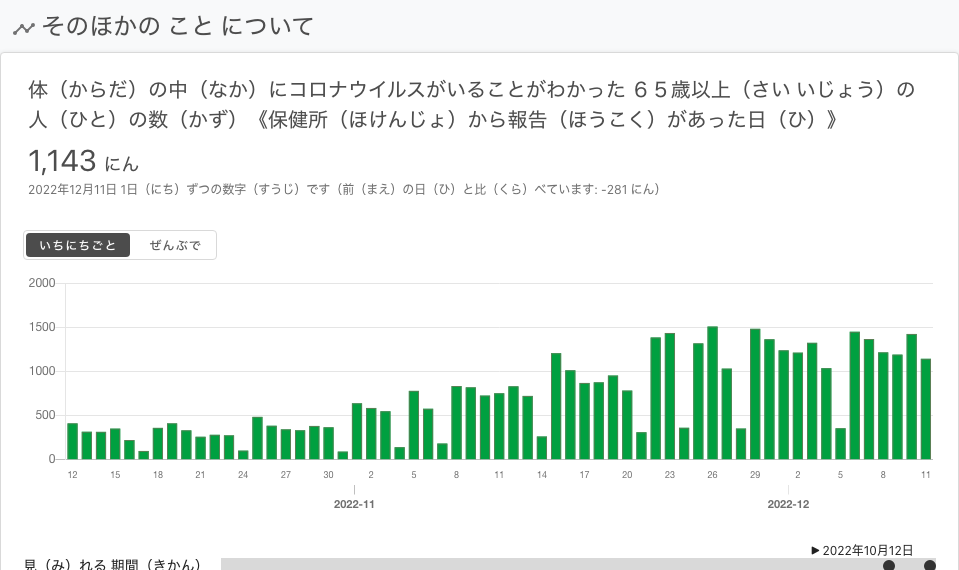 そのほかの こと について
体（からだ）の中（なか）にコロナウイルスがいることがわかった ６５歳以上（さい いじょう）の
人（ひと）の数（かず）《保健所（ほけんじょ）から報告（ほうこく）があった日（ひ）》
1,143 にん
2022年12月11日 1日（にち）ずつの数字（すうじ）です（前（まえ）の日（ひ）と比（くら）べています: -281 にん）
いちにちごと ぜんぶで
2000
1500
1000
500
0
12 15 18 21 24 27 30 2 5 8 11 14 17 20 23 26 29 2 5 8 11
2022-11 2022-12
▶ 2022年10月12日
見（み）れる 期間（きかん）